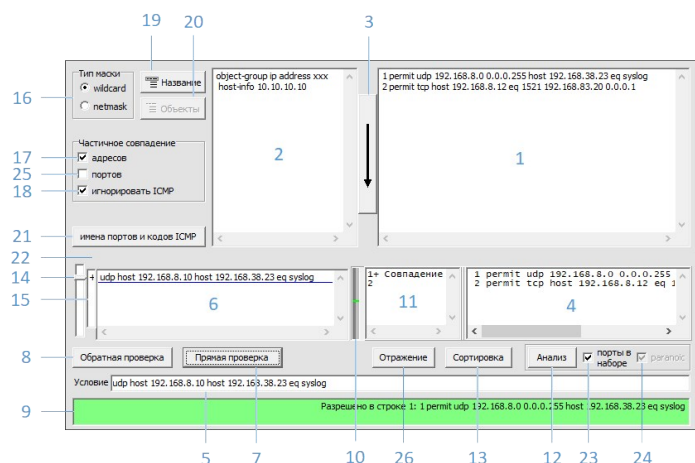 19 20 3
Тип маски
wildcard
netmask
Название
Объекты
object-group ip address xxx
host-info 10.10.10.10
1 permit udp 192.168.8.0 0.0.0.255 host 192.168.38.23 eq syslog
2 permit tcp host 192.168.8.12 eq 1521 192.168.83.20 0.0.0.1
16
2
1
Частичное совпадение
17 адресов
25 портов
18 игнорировать ICMP
21 имена портов и кодов ICMP
22
14
15
+ udp host 192.168.8.10 host 192.168.38.23 eq syslog
6
1+ Совпадение
2
11
1 permit udp 192.168.8.0 0.0.0.255
2 permit tcp host 192.168.8.12 eq 1
4
8 Обратная проверка Прямая проверка Отражение Сортировка Анализ порты в наборе paranoic
Условие udp host 192.168.8.10 host 192.168.38.23 eq syslog
9 Разрешено в строке 1: 1 permit udp 192.168.8.0 0.0.0.255 host 192.168.38.23 eq syslog
5 7 10 26 13 12 23 24